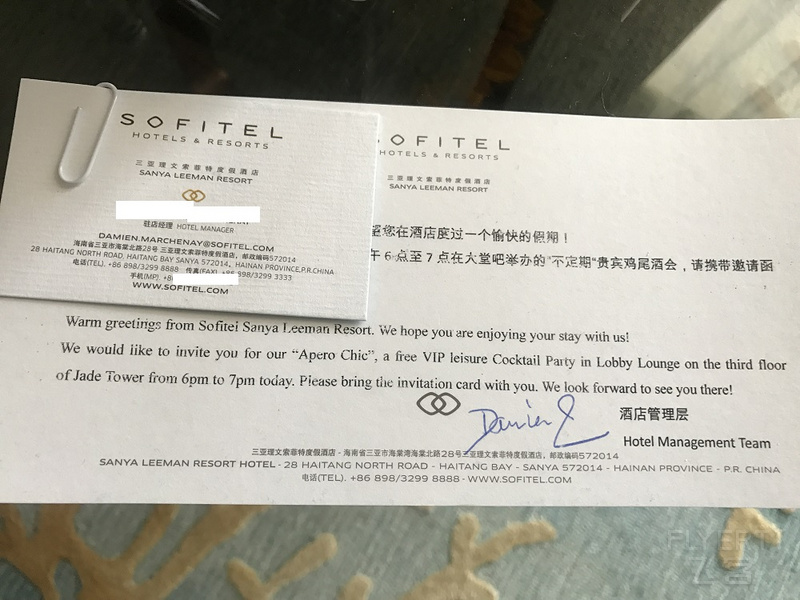 SOFITEL
HOTELS & RESORTS
三亚理文索菲特度假酒店
SANYA LEEMAN RESORT
驻店经理 HOTEL MANAGER
DAMIEN.MARCHENAY@SOFITEL.COM
海南省三亚市海棠北路28号 三亚理文索菲特度假酒店, 邮政编码572014
28 HAITANG NORTH ROAD, HAITANG BAY SANYA 572014, HAINAN PROVINCE,P.R.CHINA
电话(TEL). +86 898/3299 8888 传真(FAX). +86 898/3299 3333
手机(MP). +8
WWW.SOFITEL.COM
SOFITEL
HOTELS & RESORTS
三亚理文索菲特度假酒店
SANYA LEEMAN RESORT
望您在酒店度过一个愉快的假期！
午 6 点至 7 点在大堂吧举办的"不定期"贵宾鸡尾酒会，请携带邀请函
Warm greetings from Sofitel Sanya Leeman Resort. We hope you are enjoying your stay with us!
We would like to invite you for our “Apero Chic”, a free VIP leisure Cocktail Party in Lobby Lounge on the third floor
of Jade Tower from 6pm to 7pm today. Please bring the invitation card with you. We look forward to see you there!
Damien
酒店管理层
Hotel Management Team
三亚理文索菲特度假酒店 - 海南省三亚市海棠湾海棠北路28号三亚理文索菲特度假酒店, 邮政编码572014
SANYA LEEMAN RESORT HOTEL - 28 HAITANG NORTH ROAD - HAITANG BAY - SANYA 572014 - HAINAN PROVINCE - P.R. CHINA
电话(TEL). +86 898/3299 8888 - WWW.SOFITEL.COM